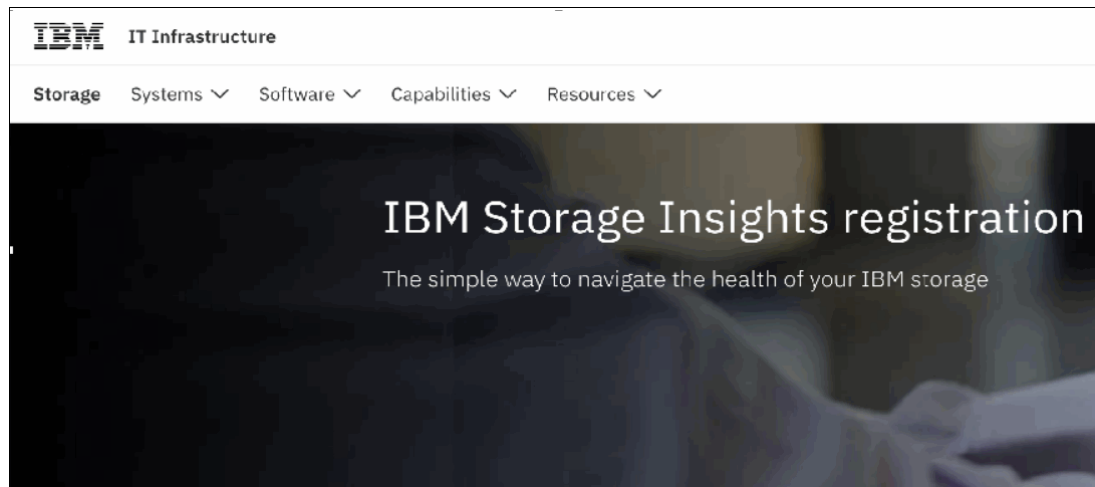 IBM IT Infrastructure
Storage Systems Software Capabilities Resources
IBM Storage Insights registration
The simple way to navigate the health of your IBM storage